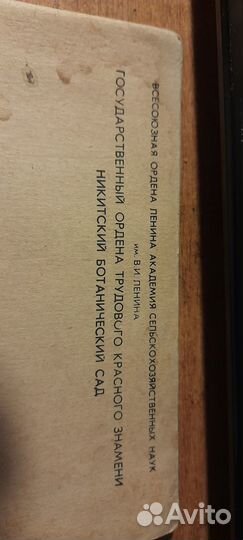 ВСЕСОЮЗНАЯ ОРДЕНА ЛЕНИНА АКАДЕМИЯ СЕЛЬСКОХОЗЯЙСТВЕННЫХ НАУК
им. В.И. ЛЕНИНА
ГОСУДАРСТВЕННЫЙ ОРДЕНА ТРУДОВОГО КРАСНОГО ЗНАМЕНИ
НИКИТСКИЙ БОТАНИЧЕСКИЙ САД
Avito